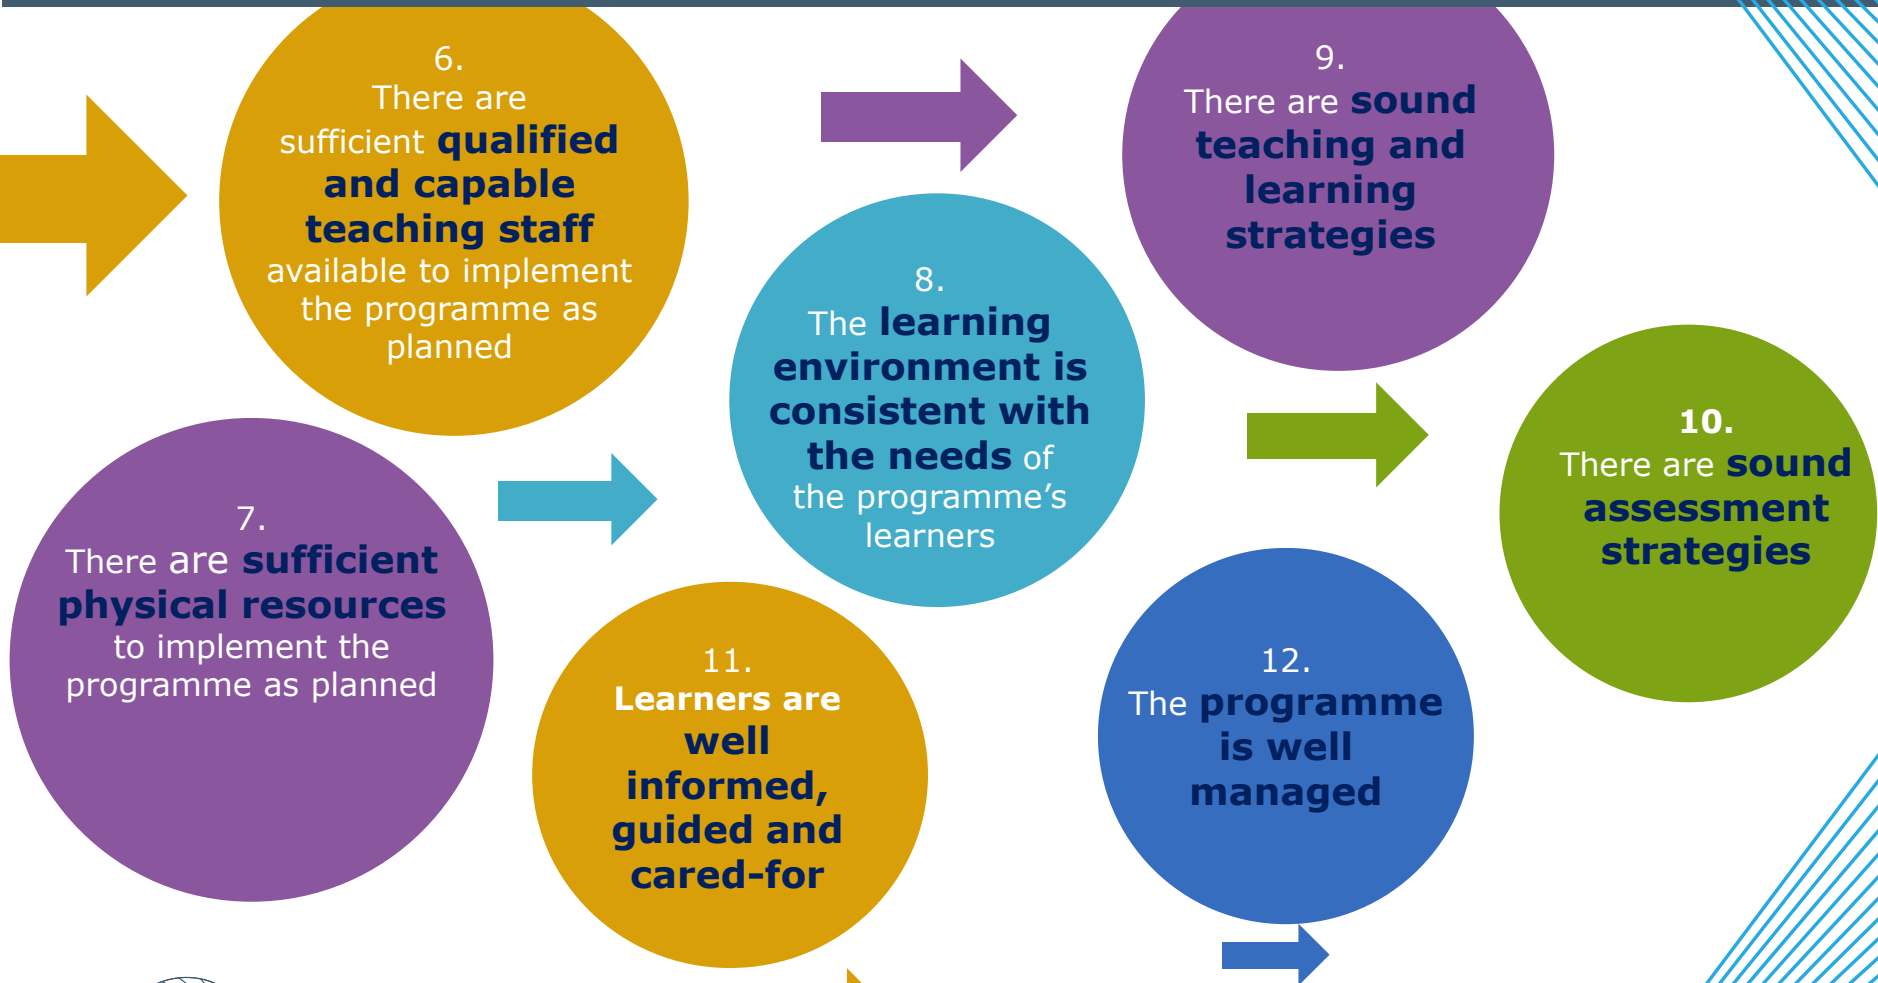 6.
There are
sufficient qualified
and capable
teaching staff
available to implement
the programme as
planned
7.
There are sufficient
physical resources
to implement the
programme as planned
8.
The learning
environment is
consistent with
the needs of
the programme’s
learners
9.
There are sound
teaching and
learning
strategies
10.
There are sound
assessment
strategies
11.
Learners are
well
informed,
guided and
cared-for
12.
The programme
is well
managed